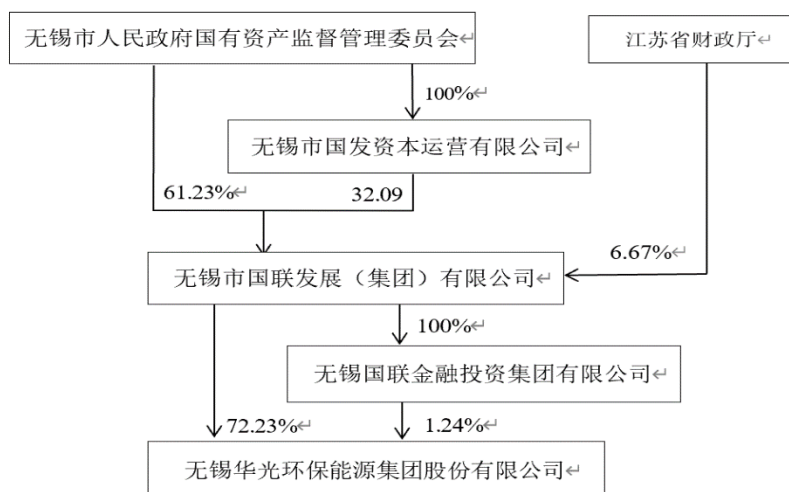 无锡市人民政府国有资产监督管理委员会↵
江苏省财政厅↵
100%↵
无锡市国发资本运营有限公司↵
61.23%↵
32.09
6.67%↵
无锡市国联发展（集团）有限公司↵
100%↵
无锡国联金融投资集团有限公司↵
72.23%↵
1.24%↵
无锡华光环保能源集团股份有限公司↵